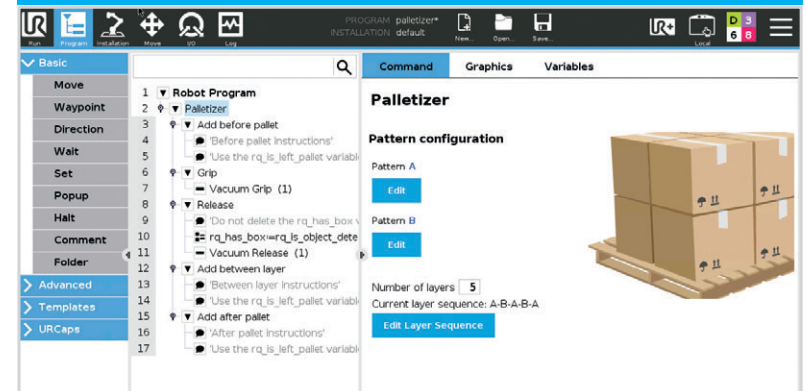 UR
PROGRAM palletizer*
INSTALLATION default
UR+
D 3
6 8
Run Program Installation Move I/O Log New... Open... Save... Local
Basic
Move
Waypoint
Direction
Wait
Set
Popup
Halt
Comment
Folder
Advanced
Templates
URCaps
1 Robot Program
2 Palletizer
3 Add before pallet
4 'Before pallet instructions'
5 'Use the rq_is_left_pallet variabl
6 Grip
7 Vacuum Grip (1)
8 Release
9 'Do not delete the rq_has_box v
10 rq_has_box≔rq_is_object_dete
11 Vacuum Release (1)
12 Add between layer
13 'Between layer instructions'
14 'Use the rq_is_left_pallet variabl
15 Add after pallet
16 'After pallet instructions'
17 'Use the rq_is_left_pallet variabl
Command Graphics Variables
Palletizer
Pattern configuration
Pattern A
Edit
Pattern B
Edit
Number of layers 5
Current layer sequence: A-B-A-B-A
Edit Layer Sequence